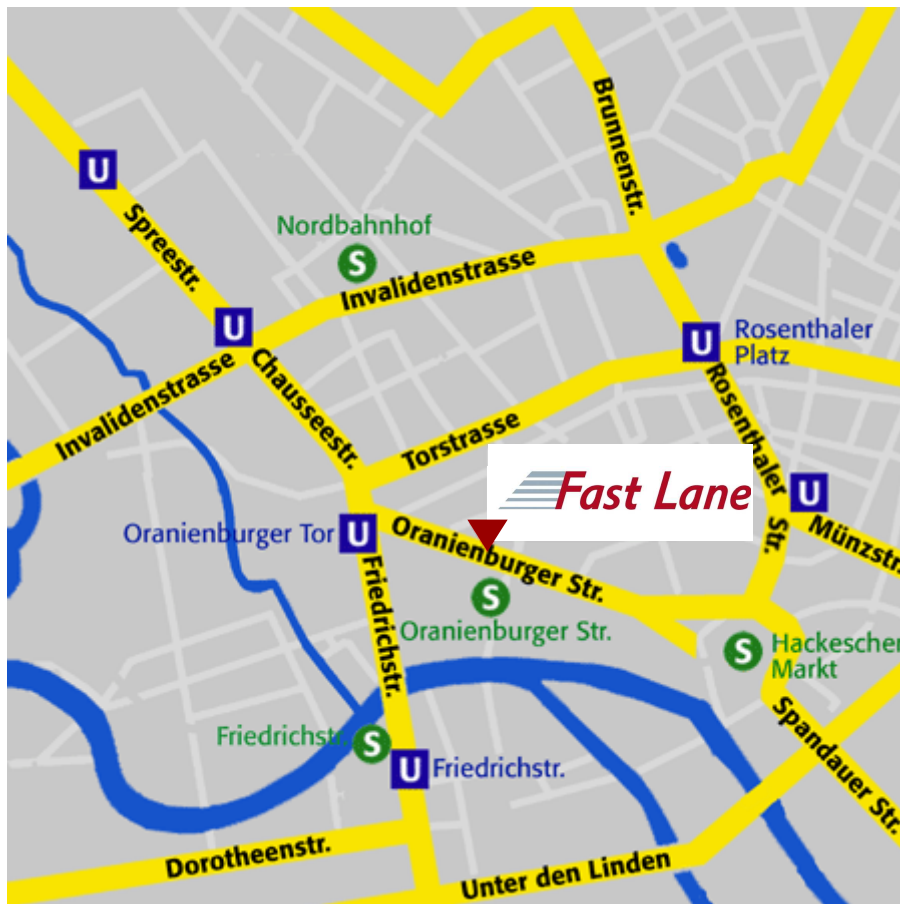 Brunnenstr.
U
Spreestr.
Nordbahnhof
S
Invalidenstrasse
U
U
Rosenthaler
Platz
Invalidenstrasse
Chausseestr.
Torstrasse
Rosenthaler
Str.
Fast Lane
U
Münzstr.
Oranienburger Tor
U
Oranienburger Str.
Friedrichstr.
S
Oranienburger Str.
S
Hackescher
Markt
Spandauer Str.
Friedrichstr.
S
U
Friedrichstr.
Dorotheenstr.
Unter den Linden